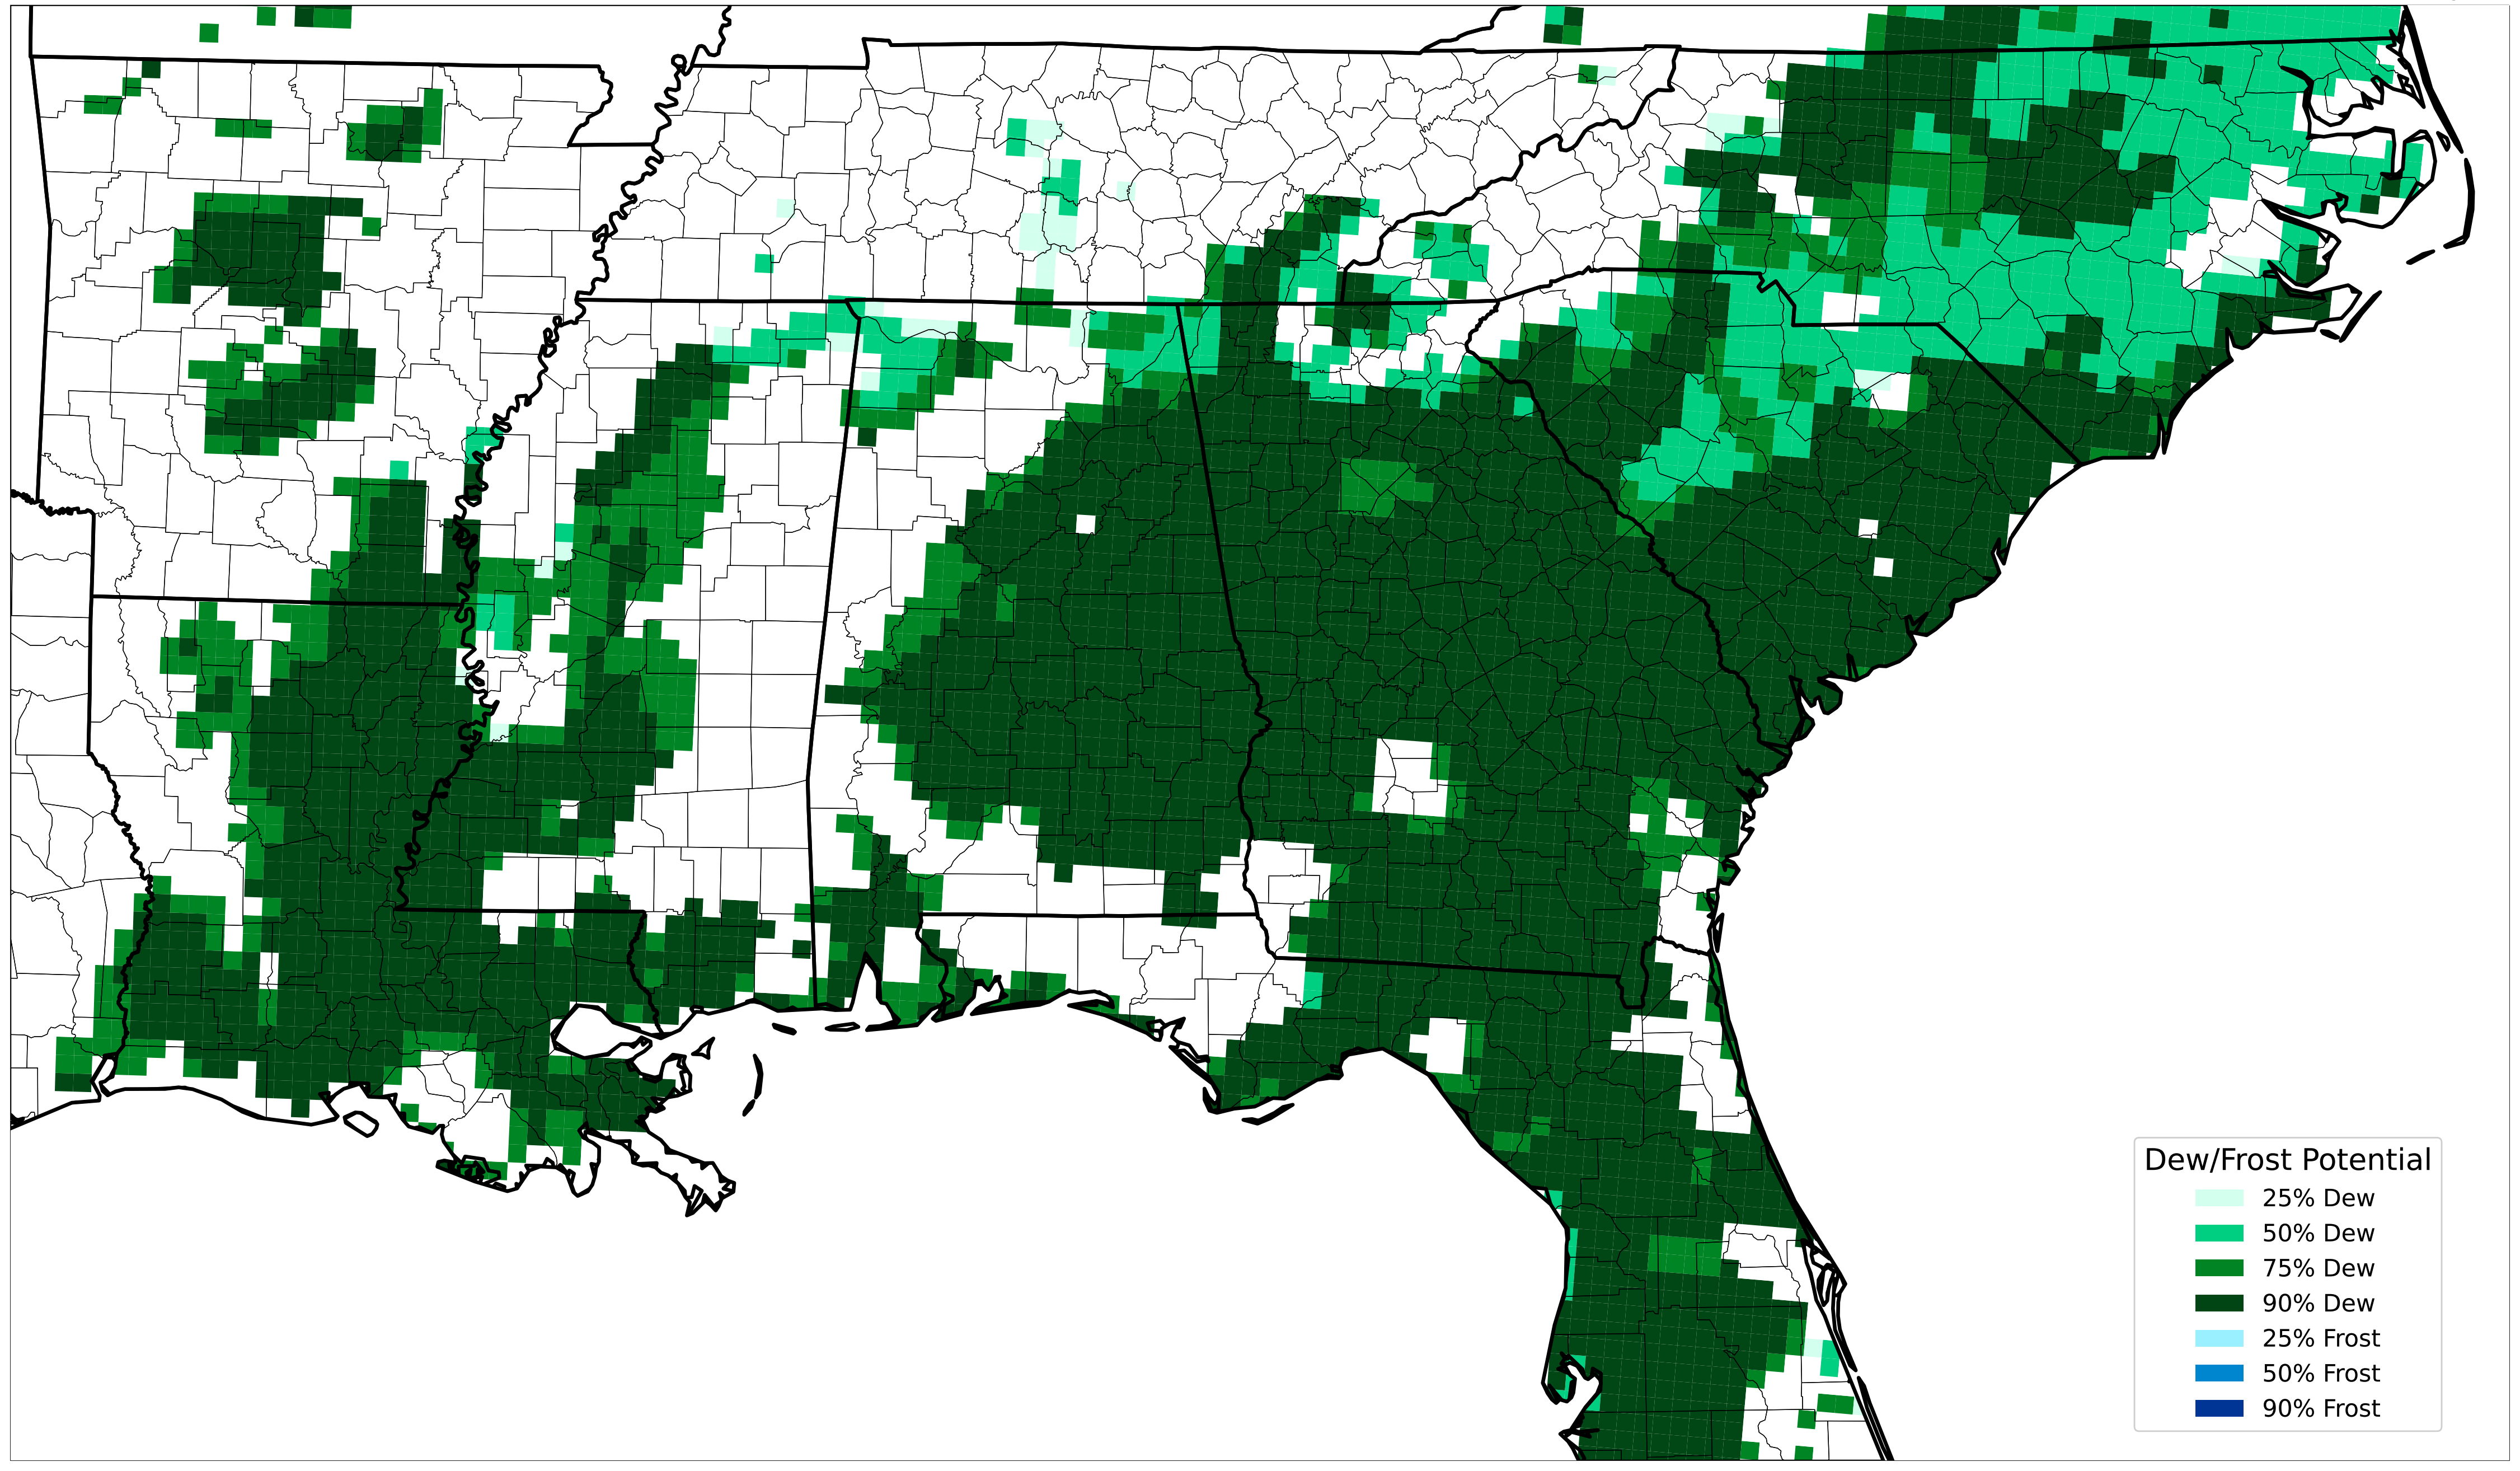 Dew/Frost Potential
25% Dew
50% Dew
75% Dew
90% Dew
25% Frost
50% Frost
90% Frost